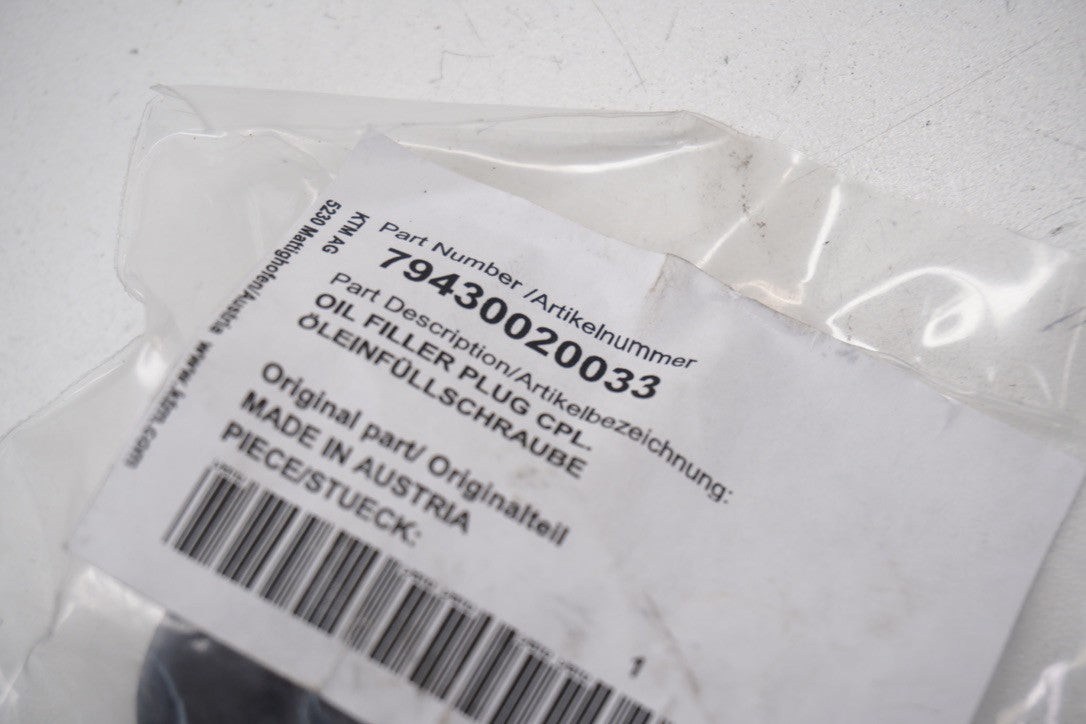 KTM AG
5230 Mattighofen/Austria www.ktm.com
Part Number /Artikelnummer
79430020033
Part Description/Artikelbezeichnung:
OIL FILLER PLUG CPL.
ÖLEINFÜLLSCHRAUBE
Original part/ Originalteil
MADE IN AUSTRIA
PIECE/STUECK:
1